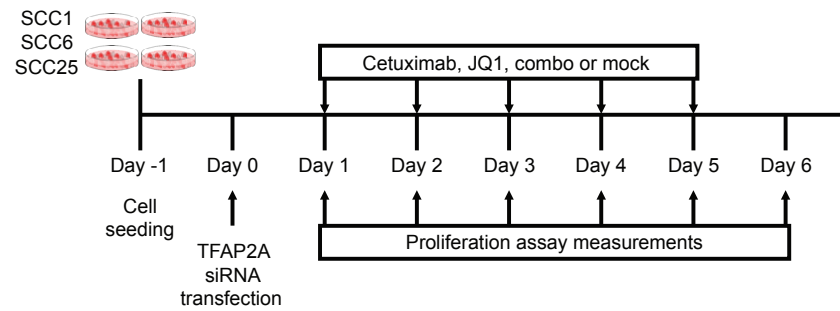 SCC1
SCC6
SCC25
Cetuximab, JQ1, combo or mock
Day -1
Day 0
Day 1
Day 2
Day 3
Day 4
Day 5
Day 6
Cell
seeding
TFAP2A
siRNA
transfection
Proliferation assay measurements